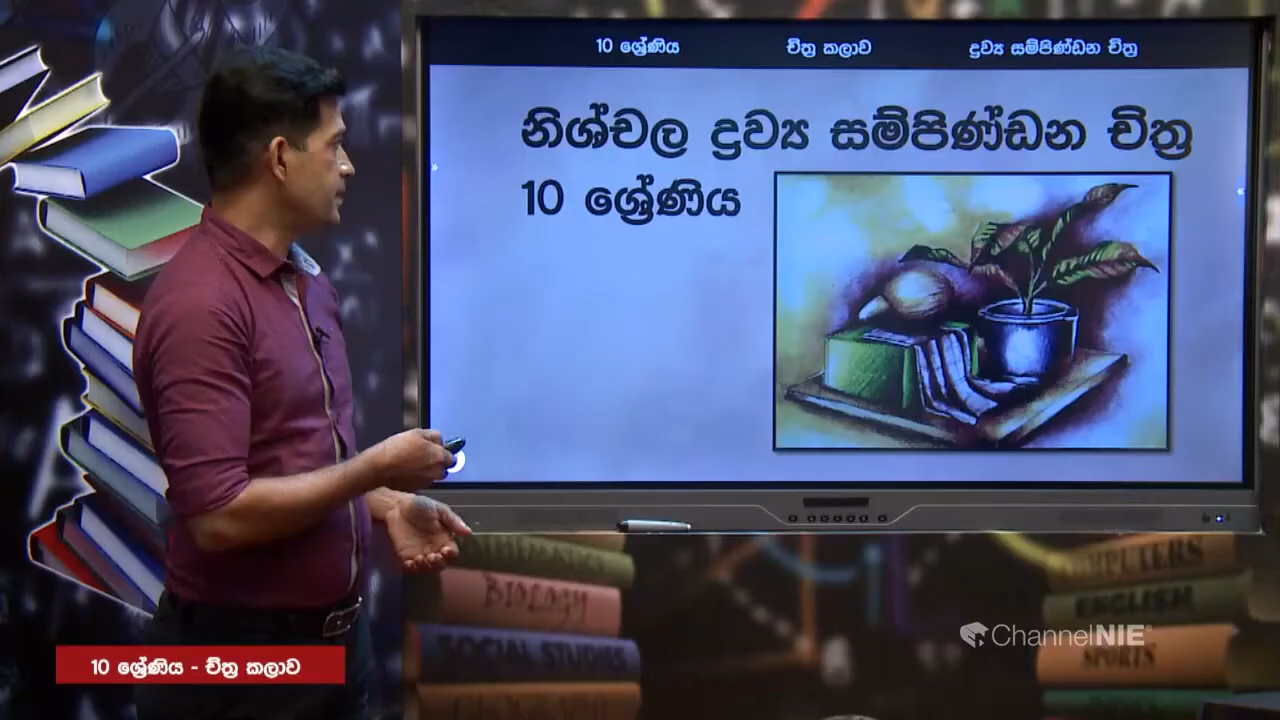 10 ශ්‍රේණිය චිත්‍ර කලාව ද්‍රව්‍ය සම්පිණ්ඩන චිත්‍ර
නිශ්චල ද්‍රව්‍ය සම්පිණ්ඩන චිත්‍ර
10 ශ්‍රේණිය
BIOLOGY
SOCIAL STUDIES
COMPUTERS
ENGLISH
SPORTS
ChannelNIE
10 ශ්‍රේණිය - චිත්‍ර කලාව